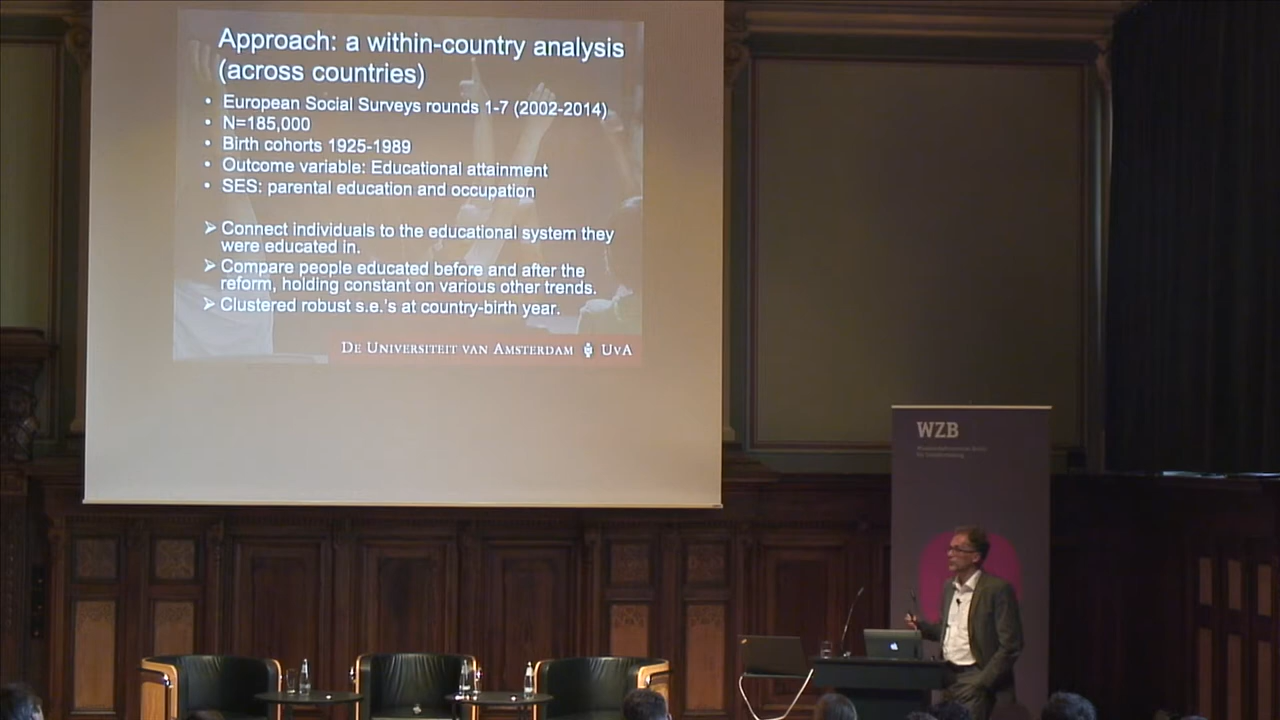 Approach: a within-country analysis
(across countries)
• European Social Surveys rounds 1-7 (2002-2014)
• N=185,000
• Birth cohorts 1925-1989
• Outcome variable: Educational attainment
• SES: parental education and occupation
➢ Connect individuals to the educational system they
were educated in.
➢ Compare people educated before and after the
reform, holding constant on various other trends.
➢ Clustered robust s.e.'s at country-birth year.
DE UNIVERSITEIT VAN AMSTERDAM UVA
WZB